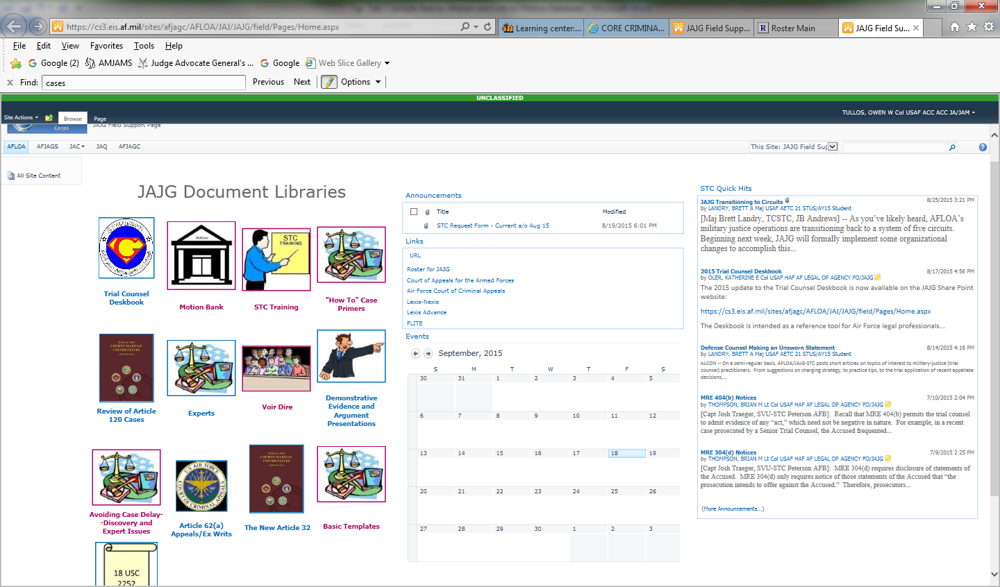 https://cs3.eis.af.mil/sites/afjagc/AFLOA/JAJ/JAJG/field/Pages/Home.aspx
Learning center:...
CORE CRIMINA...
JAJG Field Supp...
Roster Main
JAJG Field Su...
File Edit View Favorites Tools Help
Google (2) AMJAMS Judge Advocate General's ... Google Web Slice Gallery
Find: cases Previous Next Options
UNCLASSIFIED
Site Actions Browse Page
TULLOS, OWEN W Col USAF ACC ACC JA/JAM
Corps
JAJG Field Support Page
AFLOA AFJAGS JAC JAQ AFJAGC
This Site: JAJG Field Sup
All Site Content
JAJG Document Libraries
Trial Counsel
Deskbook
Motions
Motion Bank
STC
TRAINING
STC Training
"How To" Case
Primers
MANUAL FOR
COURTS-MARTIAL
UNITED STATES
Review of Article
120 Cases
Experts
Voir Dire
Demonstrative
Evidence and
Argument
Presentations
Avoiding Case Delay-
-Discovery and
Expert Issues
U.S. AIR FORCE
COURT OF CRIMINAL APPEALS
Article 62(a)
Appeals/Ex Writs
MANUAL FOR
COURTS-MARTIAL
UNITED STATES
The New Article 32
Basic Templates
18 USC
2252
Announcements
Title Modified
STC Request Form - Current a/o Aug 15 8/19/2015 6:01 PM
Links
URL
Roster for JAJG
Court of Appeals for the Armed Forces
Air Force Court of Criminal Appeals
Lexis-Nexis
Lexis Advance
FLITE
Events
September, 2015
S M T W T F S
30 31 1 2 3 4 5
6 7 8 9 10 11 12
13 14 15 16 17 18 19
20 21 22 23 24 25 26
27 28 29 30 1 2 3
STC Quick Hits
JAJG Transitioning to Circuits 8/25/2015 3:21 PM
by LANDRY, BRETT A Maj USAF AETC 21 STUS/AY15 Student
[Maj Brett Landry, TCSTC, JB Andrews] -- As you've likely heard, AFLOA's
military justice operations are transitioning back to a system of five circuits.
Beginning next week, JAJG will formally implement some organizational
changes to accomplish this...
2015 Trial Counsel Deskbook 8/17/2015 4:56 PM
by OLER, KATHERINE E Col USAF HAF AF LEGAL OP AGENCY FO/JAJG
The 2015 update to the Trial Counsel Deskbook is now available on the JAJG Share Point
website:
https://cs3.eis.af.mil/sites/afjagc/AFLOA/JAJ/JAJG/field/Pages/Home.aspx
The Deskbook is intended as a reference tool for Air Force legal professionals...
Defense Counsel Making an Unsworn Statement 8/14/2015 4:16 PM
by LANDRY, BRETT A Maj USAF AETC 21 STUS/AY15 Student
ALCON -- On a semi-regular basis, AFLOA/JAJG-STC posts short articles on topics of interest to military-justice (trial
counsel) practitioners. From suggestions on charging strategy, to practice tips, to the trial application of recent appellate
decisions,...
MRE 404(b) Notices 7/10/2015 2:04 PM
by THOMPSON, BRIAN M Lt Col USAF HAF AF LEGAL OP AGENCY FO/JAJG
[Capt Josh Traeger, SVU-STC Peterson AFB]: Recall that MRE 404(b) permits the trial counsel
to admit evidence of any "act," which need not be negative in nature. For example, in a recent
case prosecuted by a Senior Trial Counsel, the Accused frequented...
MRE 304(d) Notices 7/9/2015 2:25 PM
by THOMPSON, BRIAN M Lt Col USAF HAF AF LEGAL OP AGENCY FO/JAJG
[Capt Josh Traeger, SVU-STC Peterson AFB]: MRE 304(d) requires disclosure of statements of
the Accused. MRE 304(d) only requires notice of those statements of the Accused that "the
prosecution intends to offer against the Accused." Therefore, prosecutors...
(More Announcements...)